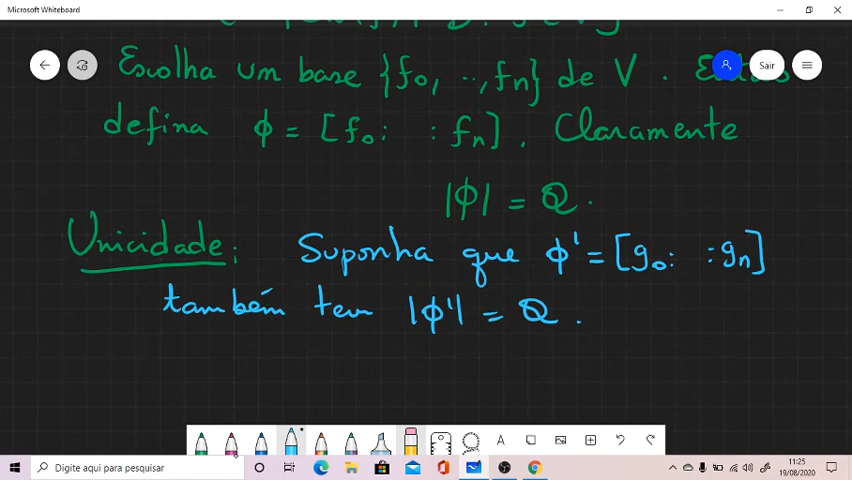 Microsoft Whiteboard
Escolha um base {f0, ..., fn} de V. 
Sair
defina ϕ = [f0: :fn]. Claramente
|ϕ| = Q.
Unicidade: Suponha que ϕ' = [g0: :gn]
também tem |ϕ'| = Q.
Digite aqui para pesquisar
11:25
19/08/2020